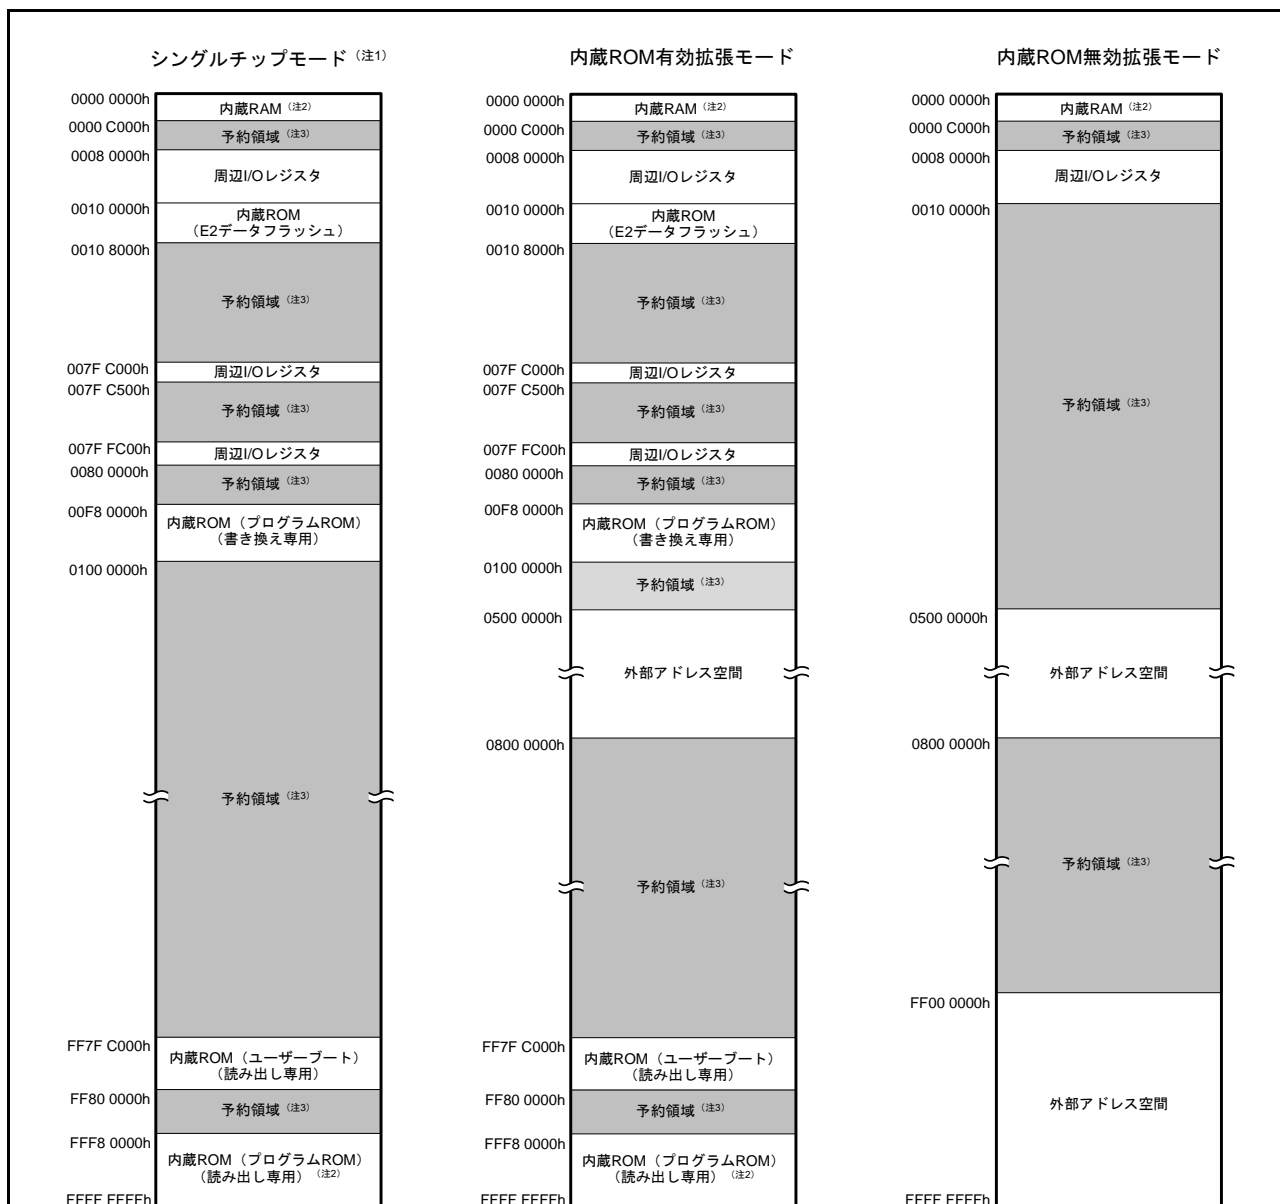 シングルチップモード（注1）
0000 0000h
内蔵RAM（注2）
0000 C000h
予約領域（注3）
0008 0000h
周辺I/Oレジスタ
0010 0000h
内蔵ROM
（E2データフラッシュ）
0010 8000h
予約領域（注3）
007F C000h
周辺I/Oレジスタ
007F C500h
予約領域（注3）
007F FC00h
周辺I/Oレジスタ
0080 0000h
予約領域（注3）
00F8 0000h
内蔵ROM（プログラムROM）
（書き換え専用）
0100 0000h
予約領域（注3）
FF7F C000h
内蔵ROM（ユーザーブート）
（読み出し専用）
FF80 0000h
予約領域（注3）
FFF8 0000h
内蔵ROM（プログラムROM）
（読み出し専用）（注2）
FFFF FFFFh
内蔵ROM有効拡張モード
0000 0000h
内蔵RAM（注2）
0000 C000h
予約領域（注3）
0008 0000h
周辺I/Oレジスタ
0010 0000h
内蔵ROM
（E2データフラッシュ）
0010 8000h
予約領域（注3）
007F C000h
周辺I/Oレジスタ
007F C500h
予約領域（注3）
007F FC00h
周辺I/Oレジスタ
0080 0000h
予約領域（注3）
00F8 0000h
内蔵ROM（プログラムROM）
（書き換え専用）
0100 0000h
予約領域（注3）
0500 0000h
外部アドレス空間
0800 0000h
予約領域（注3）
FF7F C000h
内蔵ROM（ユーザーブート）
（読み出し専用）
FF80 0000h
予約領域（注3）
FFF8 0000h
内蔵ROM（プログラムROM）
（読み出し専用）（注2）
FFFF FFFFh
内蔵ROM無効拡張モード
0000 0000h
内蔵RAM（注2）
0000 C000h
予約領域（注3）
0008 0000h
周辺I/Oレジスタ
0010 0000h
予約領域（注3）
0500 0000h
外部アドレス空間
0800 0000h
予約領域（注3）
FF00 0000h
外部アドレス空間
FFFF FFFFh